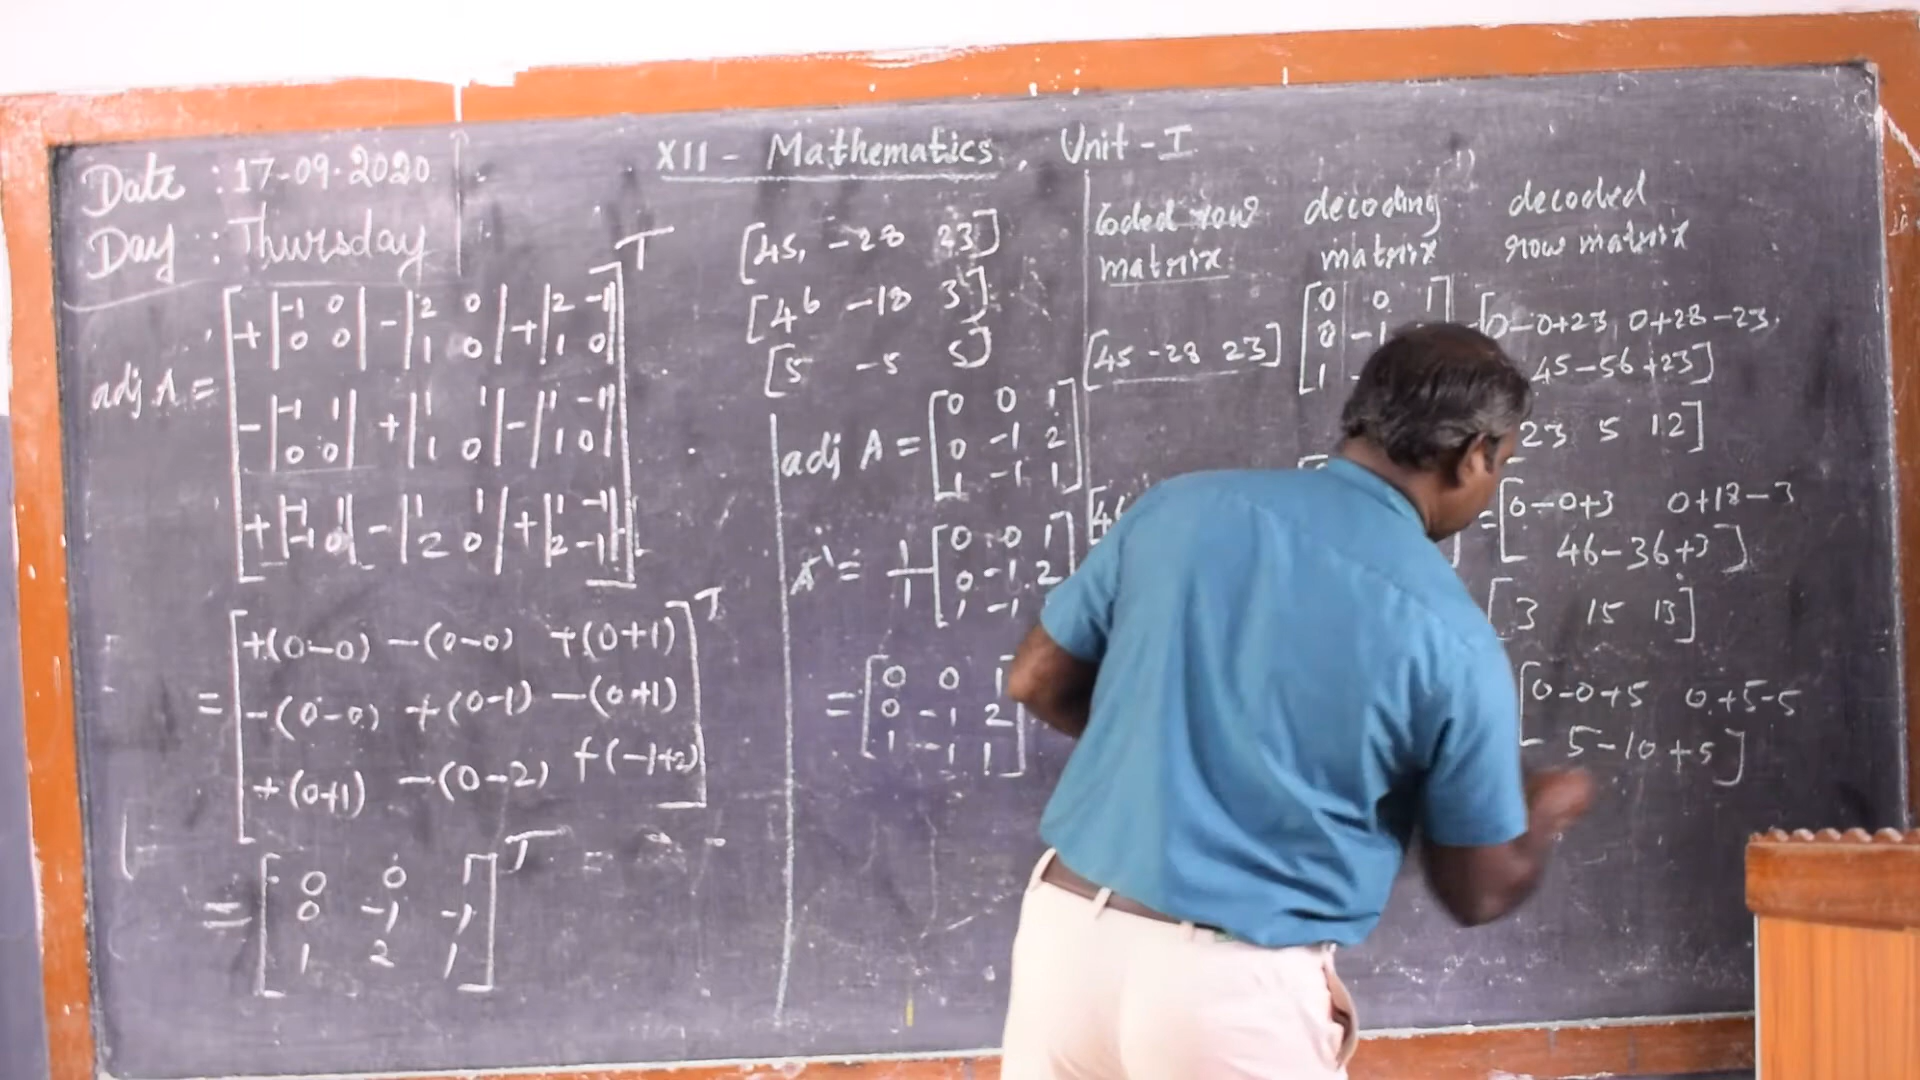 XII - Mathematics, Unit - I
Date : 17-09-2020
Day : Thursday
adj A = [ +|-1 0| -|2 0| +|2 -1| ]T
|0 0| |1 0| |1 0|
-|-1 1| +|1 1| -|1 -1|
|0 0| |1 0| |1 0|
+|-1 1| -|1 1| +|1 -1|
|-1 0| |2 0| |2 -1|
= [ +(0-0) -(0-0) +(0+1) ]T
-(0-0) +(0-1) -(0+1)
+(0+1) -(0-2) +(-1+2)
= [ 0 0 1 ]T
0 -1 -1
1 2 1
[45, -28 23]
[46 -18 3]
[5 -5 5]
adj A = [ 0 0 1 ]
0 -1 2
1 -1 1
A-1 = 1/1 [ 0 0 1 ]
0 -1 2
1 -1
= [ 0 0 1
0 -1 2
1 -1 1 ]
Coded row matrix
decoding matrix
decoded row matrix
[45 -28 23]
[ 0 0 1 ]
0 -1
1
[0-0+23, 0+28-23,
45-56+23]
23 5 12]
[46
= [0-0+3 0+18-3
46-36+3]
[3 15 13]
[0-0+5 0+5-5
5-10+5]